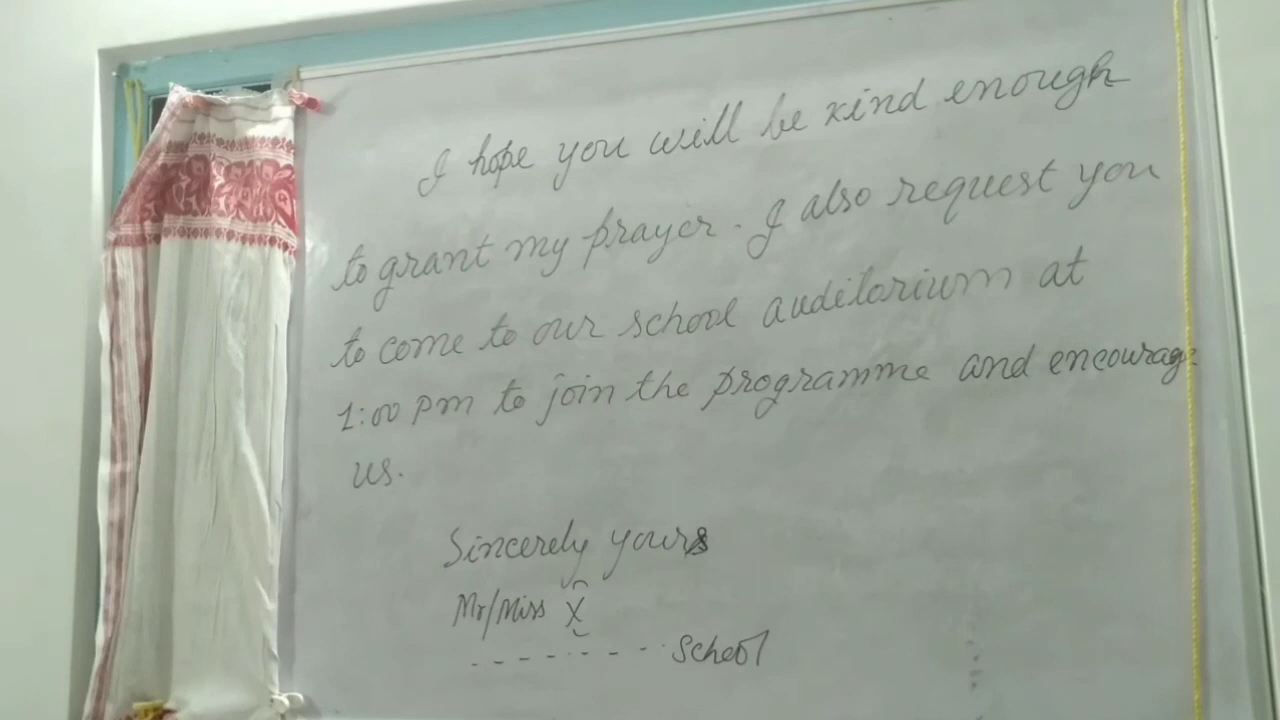 I hope you will be kind enough
to grant my prayer. I also request you
to come to our school auditorium at
1:00 pm to join the programme and encourage
us.
Sincerely yours
Mr/Miss X
- - - - - - - School